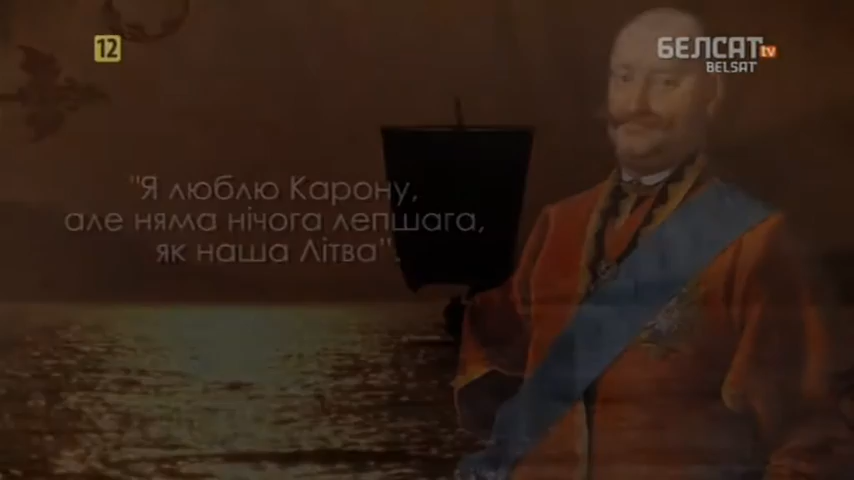 12
БЕЛСАТ tv
BELSAT
"Я люблю Карону,
але няма нічога лепшага,
як наша Літва".